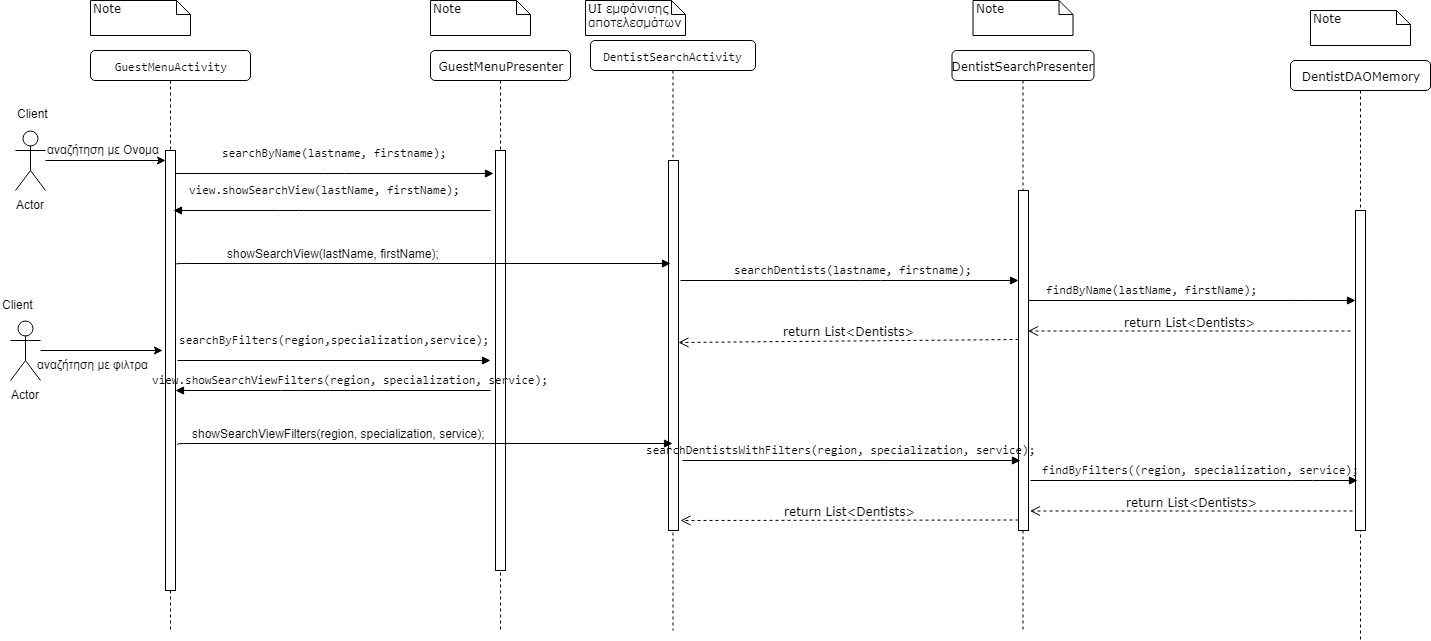 Note
Note
UI εμφάνισης
αποτελεσμάτων
Note
Note
GuestMenuActivity
GuestMenuPresenter
DentistSearchActivity
DentistSearchPresenter
DentistDAOMemory
Client
αναζήτηση με Ονομα
Actor
searchByName(lastname, firstname);
view.showSearchView(lastName, firstName);
showSearchView(lastName, firstName);
searchDentists(lastname, firstname);
findByName(lastName, firstName);
return List<Dentists>
return List<Dentists>
Client
αναζήτηση με φιλτρα
Actor
searchByFilters(region,specialization,service);
view.showSearchViewFilters(region, specialization, service);
showSearchViewFilters(region, specialization, service);
searchDentistsWithFilters(region, specialization, service);
findByFilters((region, specialization, service);
return List<Dentists>
return List<Dentists>